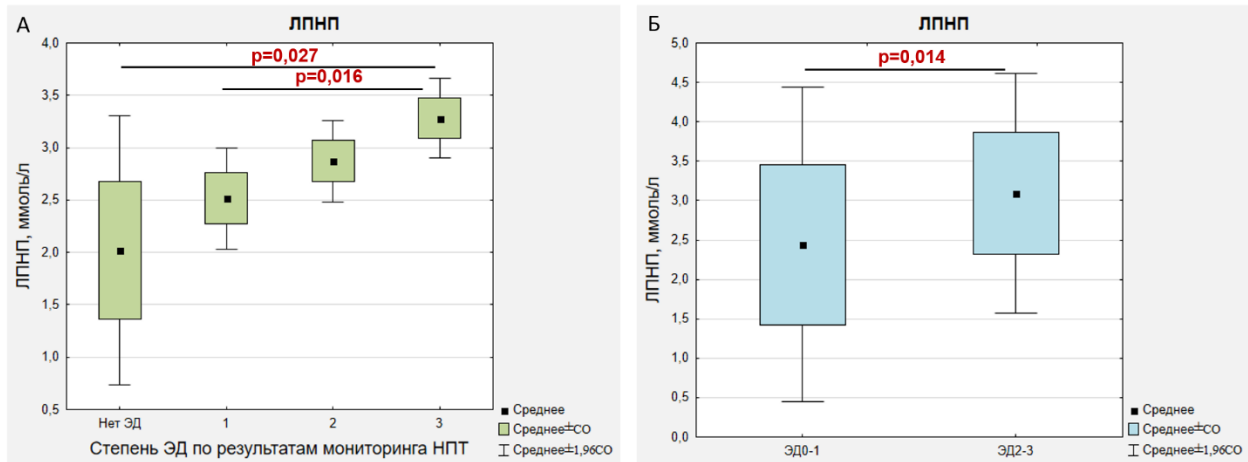 А
ЛПНП
4,0
3,5
3,0
2,5
2,0
1,5
1,0
0,5
ЛПНП, ммоль/л
p=0,027
p=0,016
Нет ЭД 1 2 3
Степень ЭД по результатам мониторинга НПТ
Среднее
Среднее±СО
Среднее±1,96СО
Б
ЛПНП
5,0
4,5
4,0
3,5
3,0
2,5
2,0
1,5
1,0
0,5
0,0
ЛПНП, ммоль/л
p=0,014
ЭД0-1 ЭД2-3
Среднее
Среднее±СО
Среднее±1,96СО